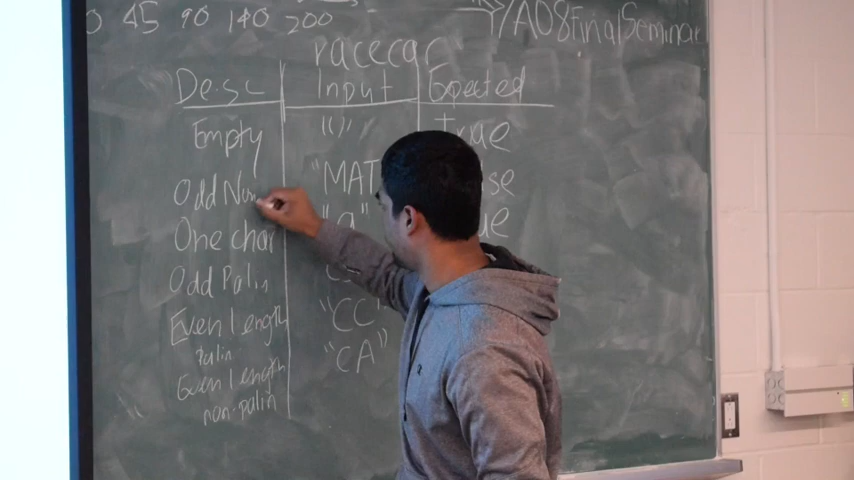 0 45 90 140 200
Y/A08FinalSeminar
racecar"
Desc Input Expected
Empty "()" true
Odd Nu "MAT se
One char "a" ue
Odd Palin
Even length "CC"
Palin
Even length "CA"
non-palin